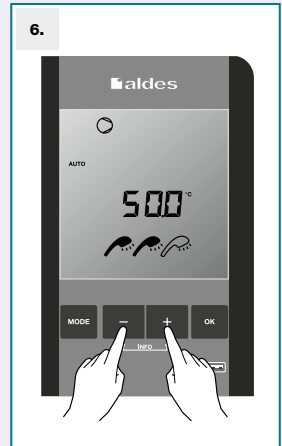 6.
aldes
AUTO
50.0 °C
MODE − + OK
INFO